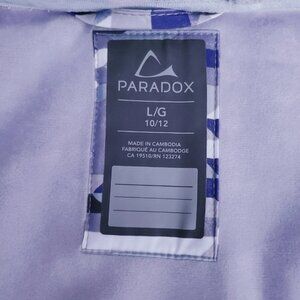 PARADOX
L/G
10/12
MADE IN CAMBODIA
FABRIQUÉ AU CAMBODGE
CA 19510/RN 123274